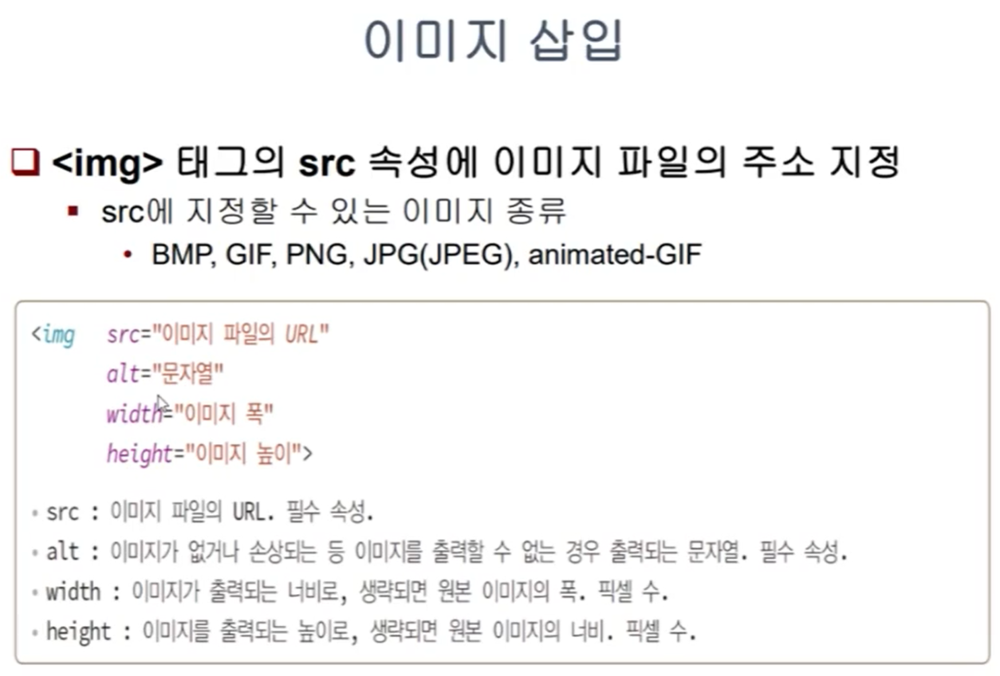 이미지 삽입
<img> 태그의 src 속성에 이미지 파일의 주소 지정
src에 지정할 수 있는 이미지 종류
BMP, GIF, PNG, JPG(JPEG), animated-GIF
<img src="이미지 파일의 URL"
alt="문자열"
width="이미지 폭"
height="이미지 높이">
• src : 이미지 파일의 URL. 필수 속성.
• alt : 이미지가 없거나 손상되는 등 이미지를 출력할 수 없는 경우 출력되는 문자열. 필수 속성.
• width : 이미지가 출력되는 너비로, 생략되면 원본 이미지의 폭. 픽셀 수.
• height : 이미지를 출력되는 높이로, 생략되면 원본 이미지의 너비. 픽셀 수.